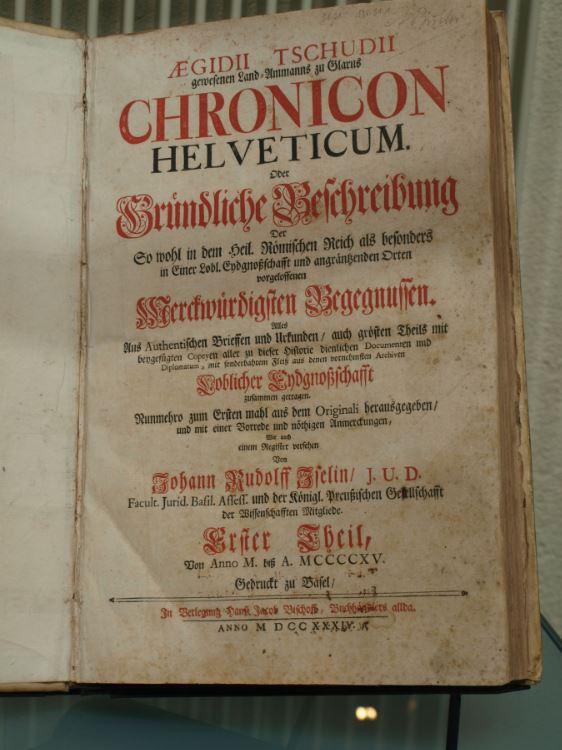 ÆGIDII TSCHUDII
gewesenen Land-Ammanns zu Glarus
CHRONICON
HELVETICUM.
Oder
Gründliche Beschreibung
Der
So wohl in dem Heil. Römischen Reich als besonders
in Einer Lobl. Eydgnoßschafft und angräntzenden Orten
vorgeloffenen
Merckwürdigsten Begegnussen.
Alles
Aus Authentischen Brieffen und Urkunden / auch grösten Theils mit
beygefügten Copeyen aller zu dieser Historie dienlichen Documenten und
Diplomatum, mit sonderbahrem Fleiß aus denen vornehmsten Archiven
Loblicher Eydgnoßschafft
zusammen getragen.
Nunmehro zum Ersten mahl aus dem Originali herausgegeben /
und mit einer Vorrede und nöthigen Anmerckungen,
Wie auch
einem Register versehen
Von
Johann Rudolff Iselin / J. U. D.
Facult. Jurid. Basil. Assess. und der Königl. Preußischen Gesellschafft
der Wissenschafften Mitgliede.
Erster Theil,
Von Anno M. biß A. MCCCCXV.
Gedruckt zu Basel /
In Verlegung Hannß Jacob Bischoff, Buchhändlers allda.
ANNO M DCC XXXIV.